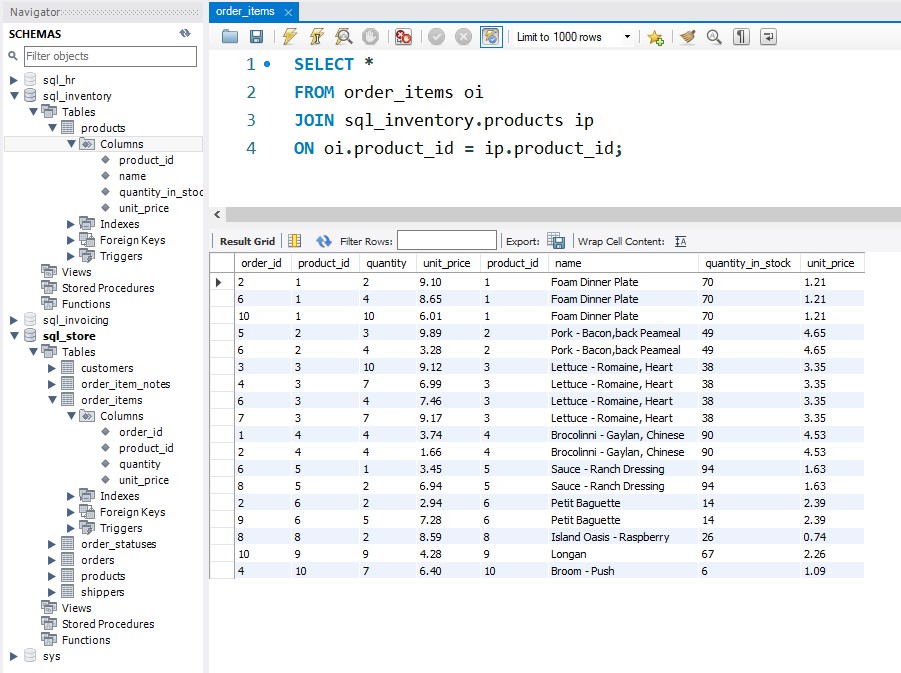 Navigator
SCHEMAS
Filter objects
sql_hr
sql_inventory
Tables
products
Columns
product_id
name
quantity_in_stoc
unit_price
Indexes
Foreign Keys
Triggers
Views
Stored Procedures
Functions
sql_invoicing
sql_store
Tables
customers
order_item_notes
order_items
Columns
order_id
product_id
quantity
unit_price
Indexes
Foreign Keys
Triggers
order_statuses
orders
products
shippers
Views
Stored Procedures
Functions
sys
order_items
Limit to 1000 rows
1 SELECT *
2 FROM order_items oi
3 JOIN sql_inventory.products ip
4 ON oi.product_id = ip.product_id;
Result Grid Filter Rows: Export: Wrap Cell Content:
order_id product_id quantity unit_price product_id name quantity_in_stock unit_price
2 1 2 9.10 1 Foam Dinner Plate 70 1.21
6 1 4 8.65 1 Foam Dinner Plate 70 1.21
10 1 10 6.01 1 Foam Dinner Plate 70 1.21
5 2 3 9.89 2 Pork - Bacon,back Peameal 49 4.65
6 2 4 3.28 2 Pork - Bacon,back Peameal 49 4.65
3 3 10 9.12 3 Lettuce - Romaine, Heart 38 3.35
4 3 7 6.99 3 Lettuce - Romaine, Heart 38 3.35
6 3 4 7.46 3 Lettuce - Romaine, Heart 38 3.35
7 3 7 9.17 3 Lettuce - Romaine, Heart 38 3.35
1 4 4 3.74 4 Brocolinni - Gaylan, Chinese 90 4.53
2 4 4 1.66 4 Brocolinni - Gaylan, Chinese 90 4.53
6 5 1 3.45 5 Sauce - Ranch Dressing 94 1.63
8 5 2 6.94 5 Sauce - Ranch Dressing 94 1.63
2 6 2 2.94 6 Petit Baguette 14 2.39
9 6 5 7.28 6 Petit Baguette 14 2.39
8 8 2 8.59 8 Island Oasis - Raspberry 26 0.74
10 9 9 4.28 9 Longan 67 2.26
4 10 7 6.40 10 Broom - Push 6 1.09